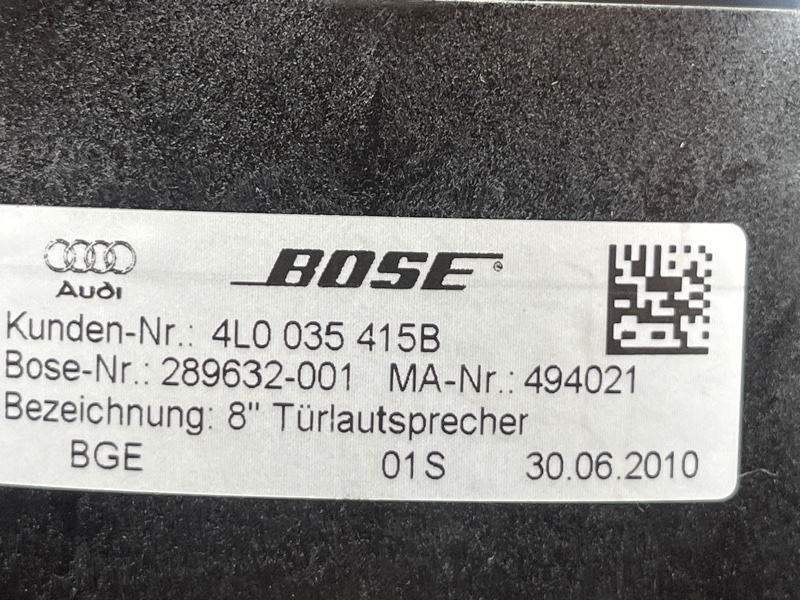 Audi BOSE®
Kunden-Nr.: 4L0 035 415B
Bose-Nr.: 289632-001 MA-Nr.: 494021
Bezeichnung: 8" Türlautsprecher
BGE 01S 30.06.2010